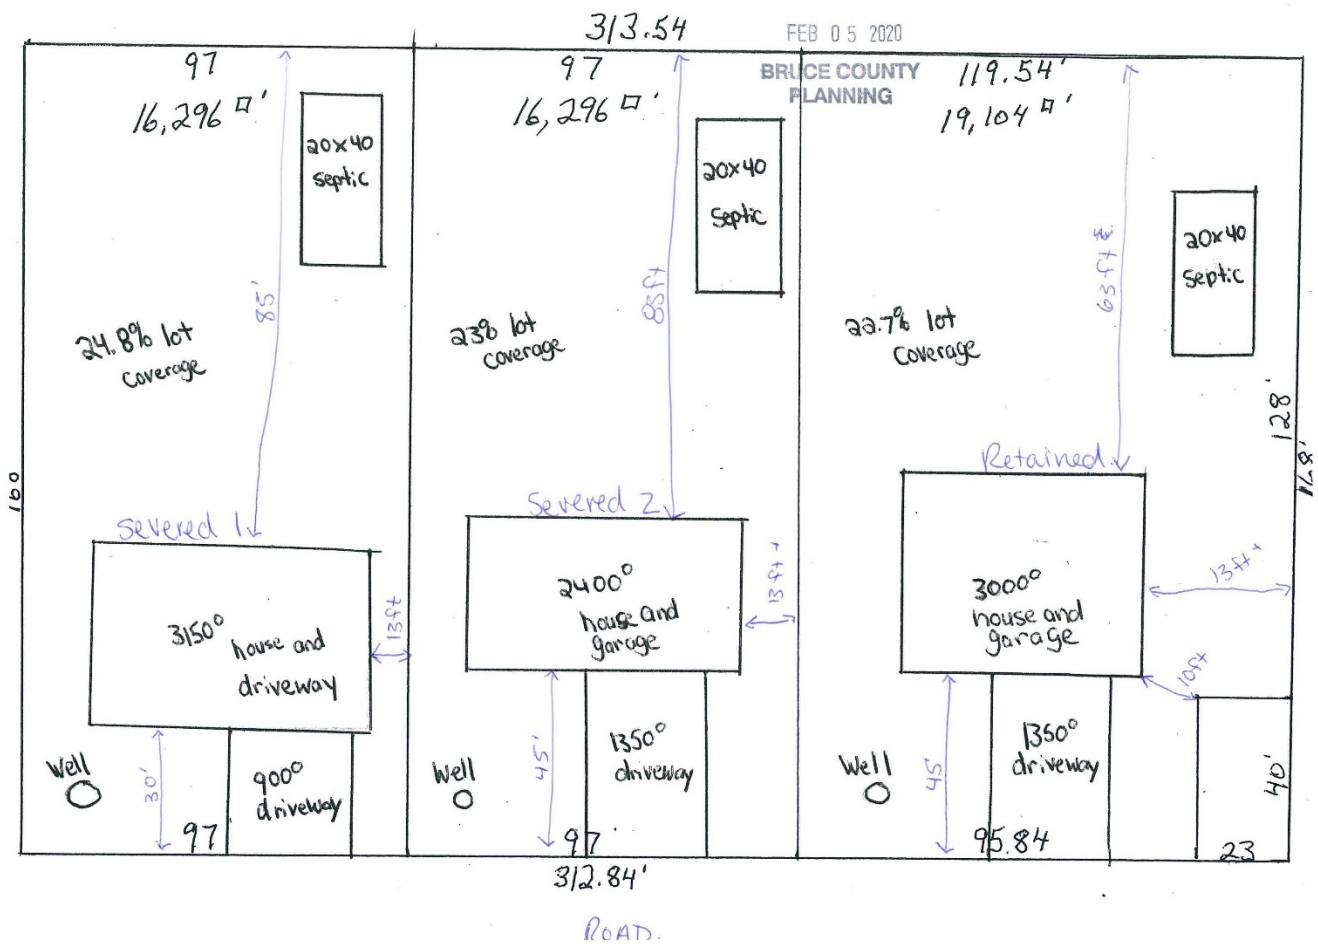 313.54
FEB 05 2020
BRUCE COUNTY
PLANNING
97
16,296 □'
20x40
septic
85'
24.8% lot
coverage
160
Severed 1
3150°
house and
driveway
13ft
Well
30'
900°
driveway
97
97
16,296 □'
20x40
septic
83ft
23% lot
coverage
Severed 2
2400°
house and
garage
13ft+
Well
45'
1350°
driveway
97
119.54'
19,104 □'
20x40
septic
63ft
22.7% lot
coverage
128'
168'
Retained
3000°
house and
garage
13ft+
10ft
Well
45'
1350°
driveway
40'
95.84
23
312.84'
ROAD.